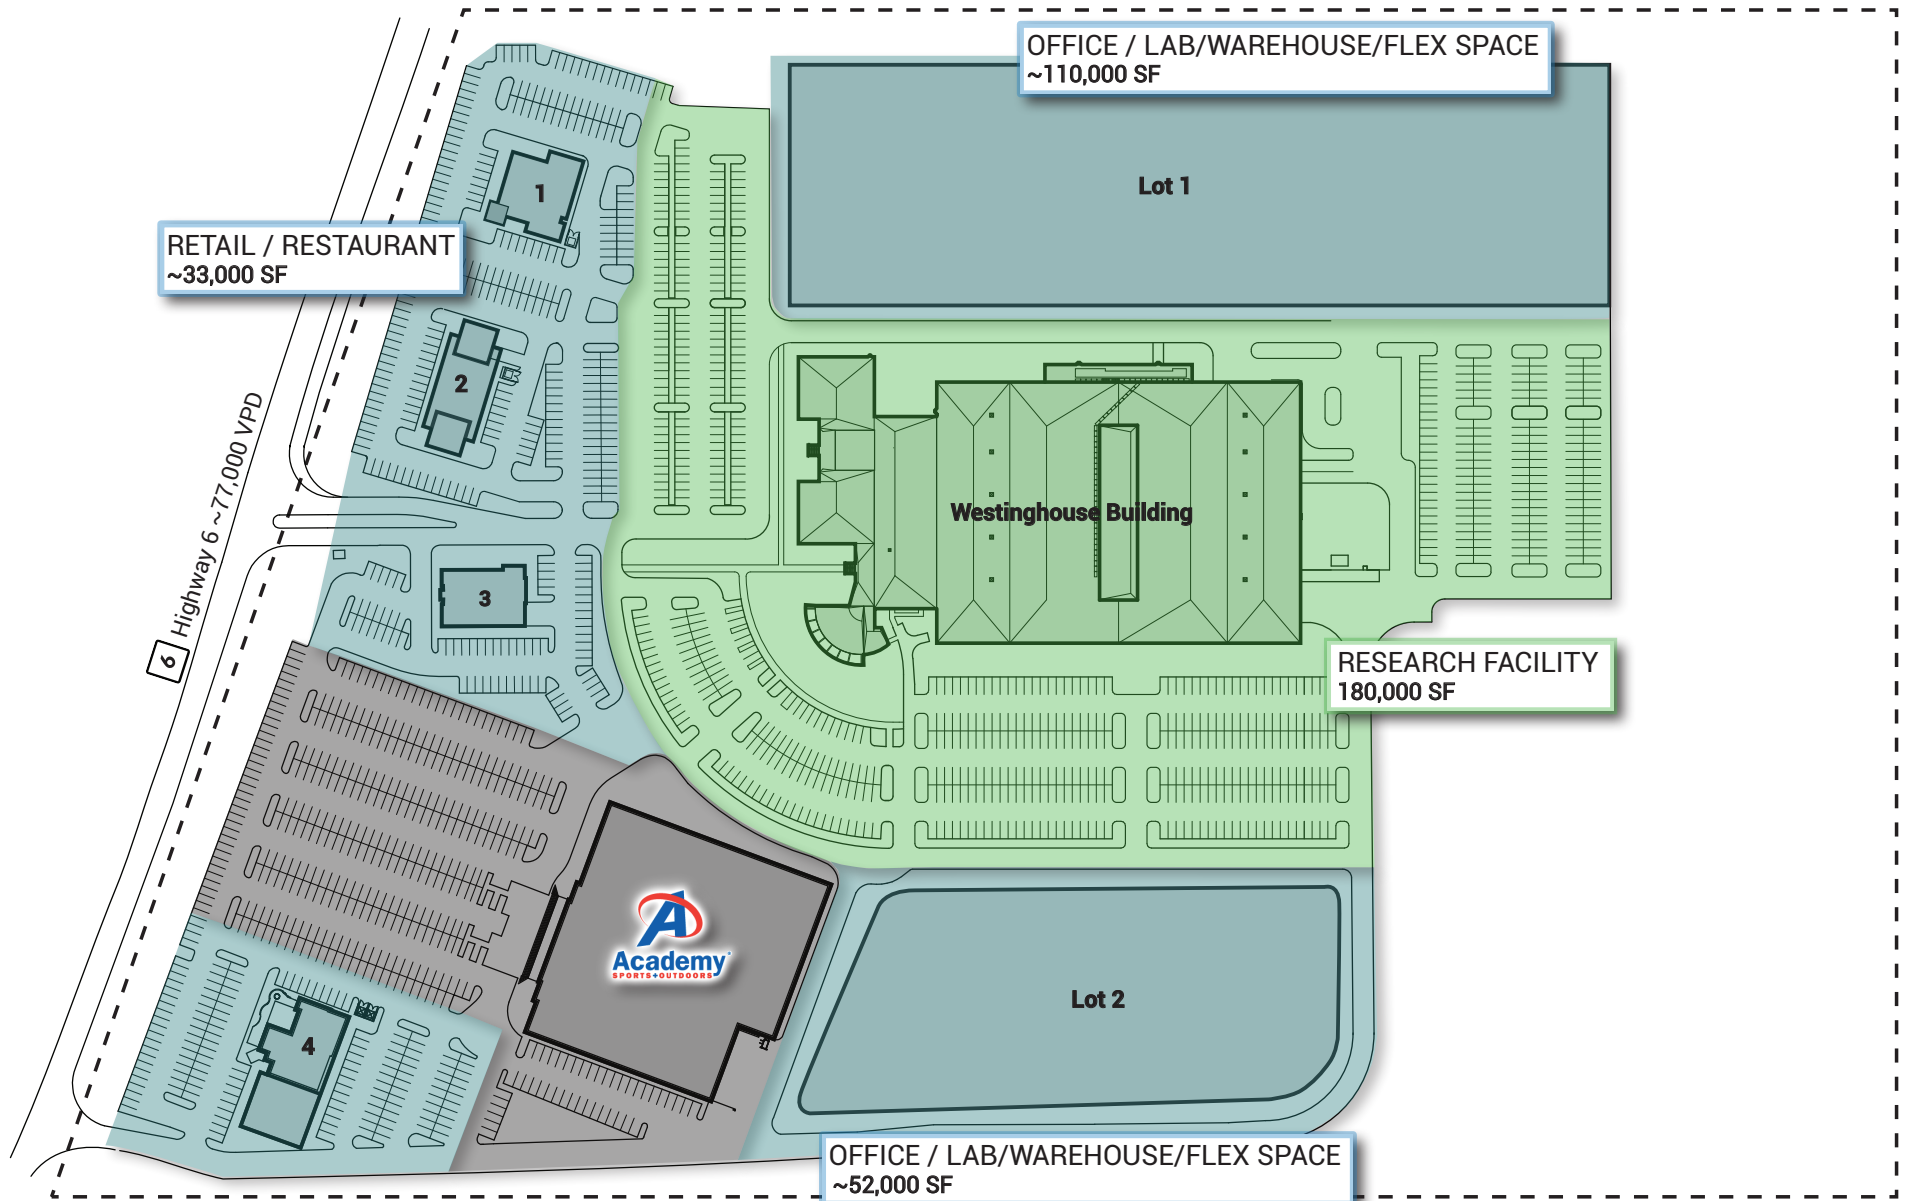 OFFICE / LAB/WAREHOUSE/FLEX SPACE
~110,000 SF
Lot 1
1
RETAIL / RESTAURANT
~33,000 SF
2
Highway 6 ~77,000 VPD
6
Westinghouse Building
3
RESEARCH FACILITY
180,000 SF
A
Academy
SPORTS+OUTDOORS
Lot 2
4
OFFICE / LAB/WAREHOUSE/FLEX SPACE
~52,000 SF